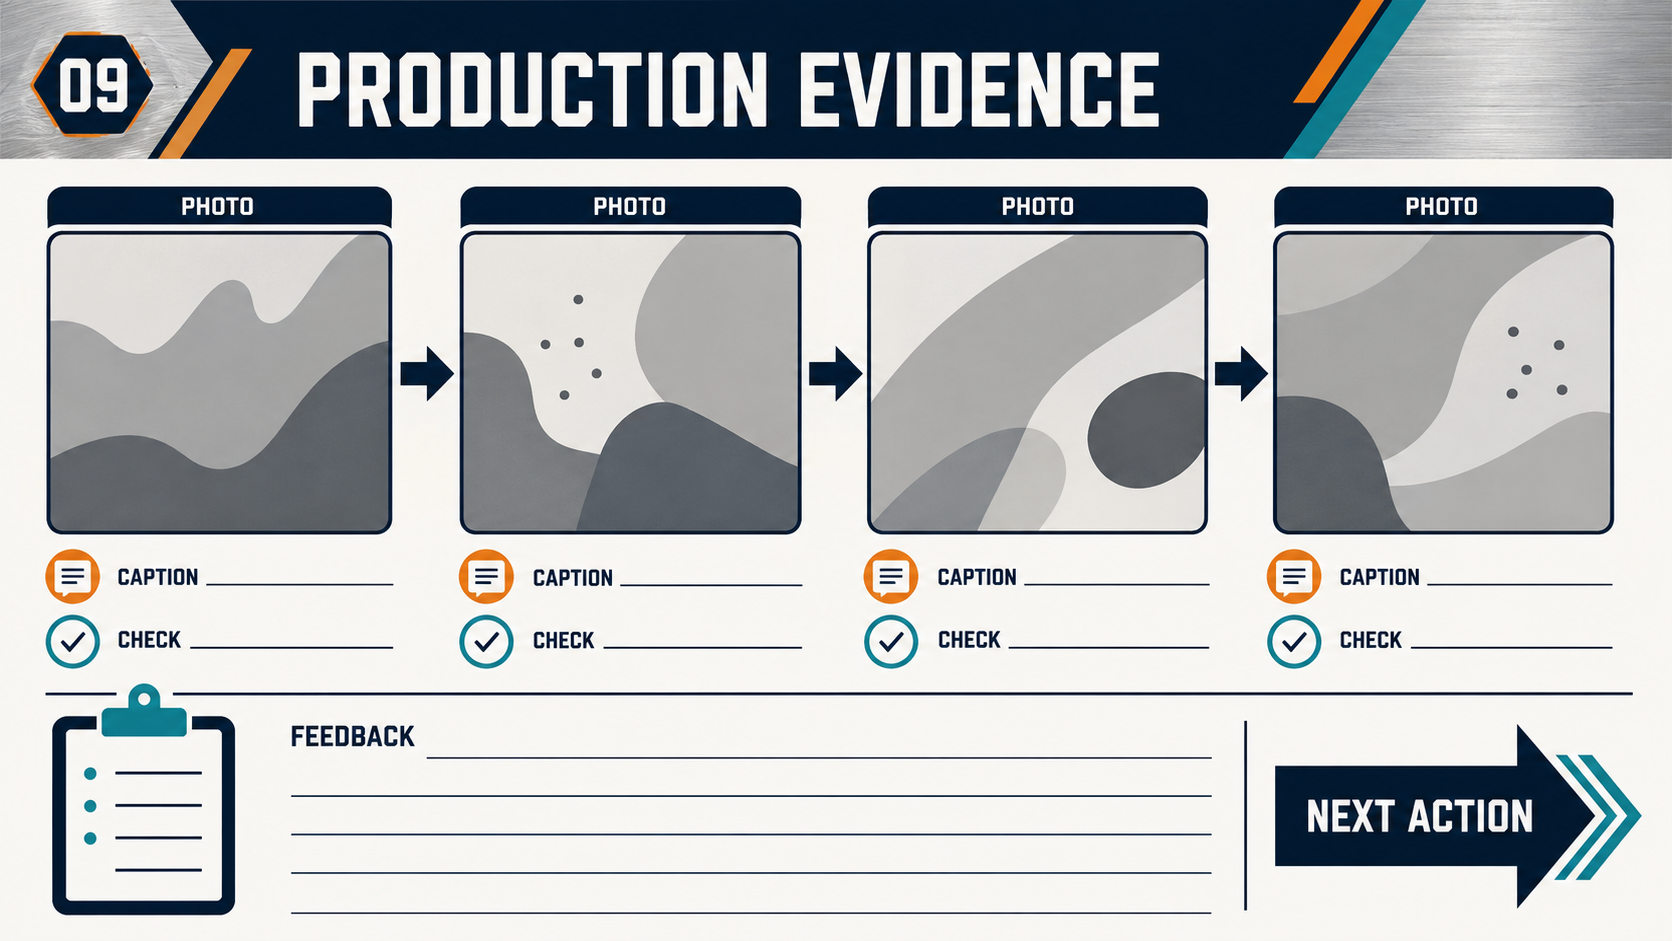 09
PRODUCTION EVIDENCE
PHOTO
PHOTO
PHOTO
PHOTO
CAPTION
CAPTION
CAPTION
CAPTION
CHECK
CHECK
CHECK
CHECK
FEEDBACK
NEXT ACTION